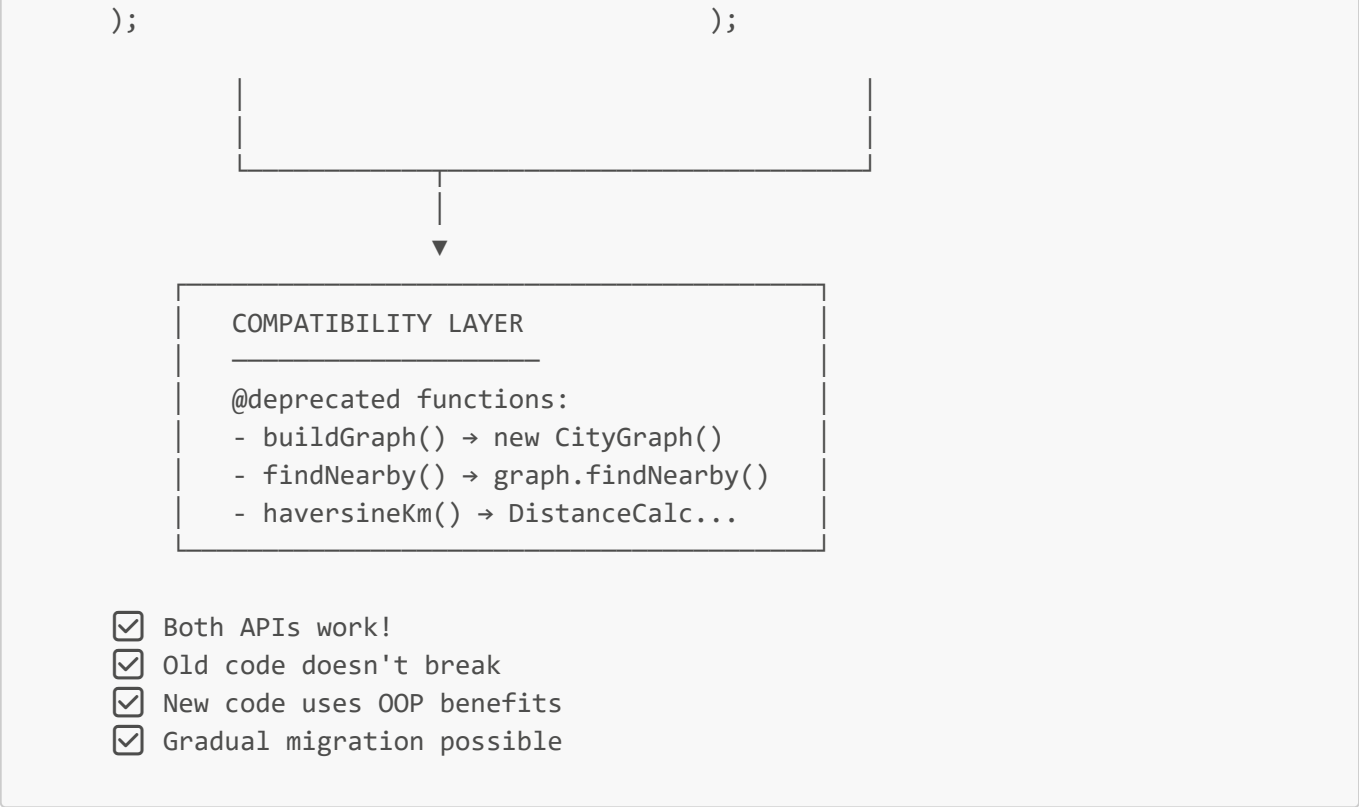 ); );
COMPATIBILITY LAYER
@deprecated functions:
- buildGraph() → new CityGraph()
- findNearby() → graph.findNearby()
- haversineKm() → DistanceCalc...
☑ Both APIs work!
☑ Old code doesn't break
☑ New code uses OOP benefits
☑ Gradual migration possible